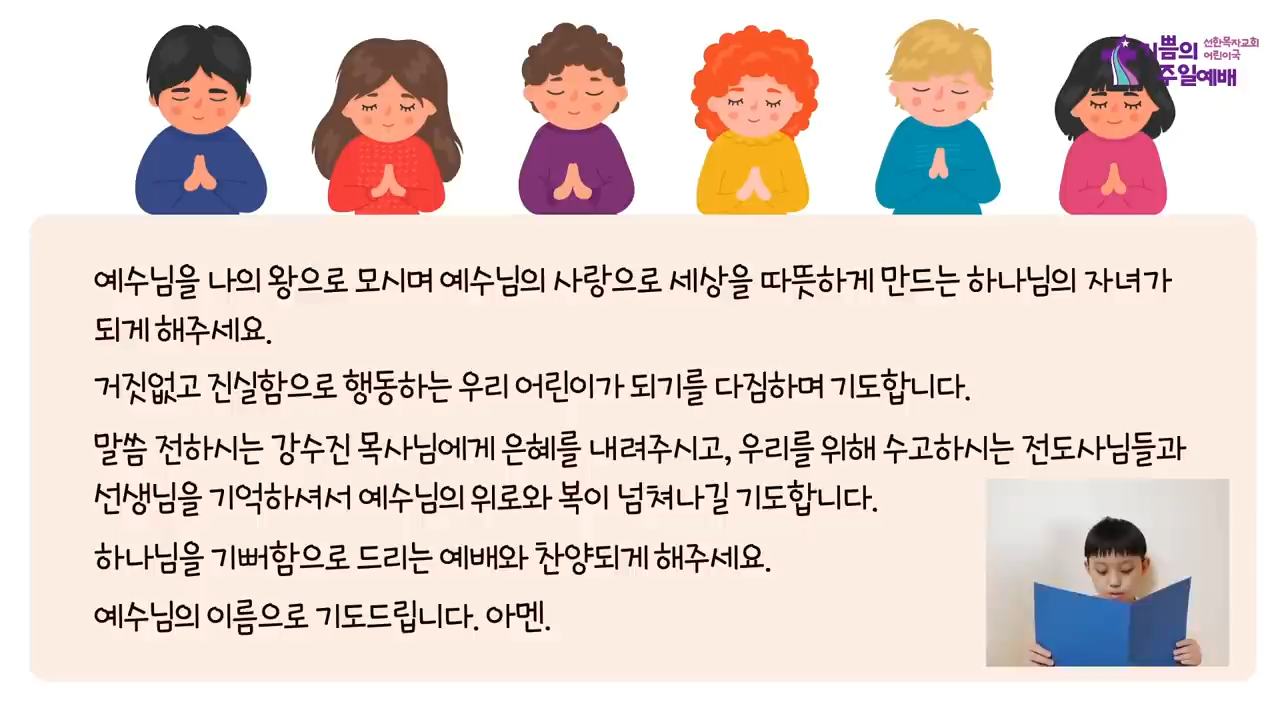 쁨의
주일예배
선한목자교회
어린이국
예수님을 나의 왕으로 모시며 예수님의 사랑으로 세상을 따뜻하게 만드는 하나님의 자녀가
되게 해주세요.
거짓없고 진실함으로 행동하는 우리 어린이가 되기를 다짐하며 기도합니다.
말씀 전하시는 강수진 목사님에게 은혜를 내려주시고, 우리를 위해 수고하시는 전도사님들과
선생님을 기억하셔서 예수님의 위로와 복이 넘쳐나길 기도합니다.
하나님을 기뻐함으로 드리는 예배와 찬양되게 해주세요.
예수님의 이름으로 기도드립니다. 아멘.